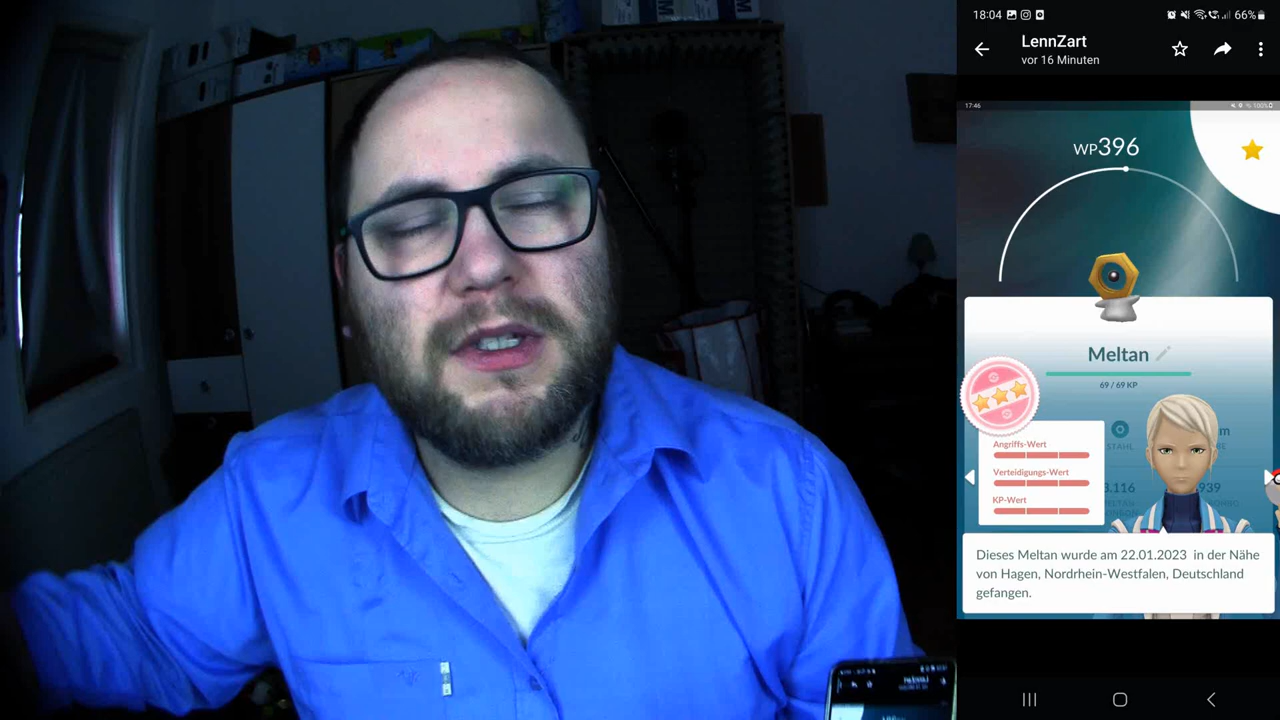 18:04
66%
LennZart
vor 16 Minuten
17:46
100%
WP396
Meltan
69 / 69 KP
Angriffs-Wert
STAHL
Verteidigungs-Wert
3.116
939
KP-Wert
Dieses Meltan wurde am 22.01.2023 in der Nähe
von Hagen, Nordrhein-Westfalen, Deutschland
gefangen.